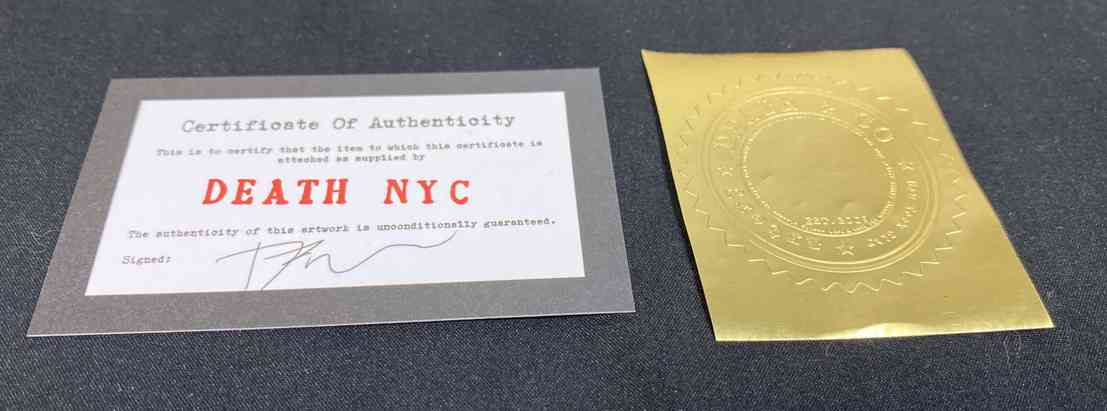 Certificate Of Authenticity
This is to certify that the item to which this certificate is
attached as supplied by
DEATH NYC
The authenticity of this artwork is unconditionally guaranteed.
Signed:
DEATH